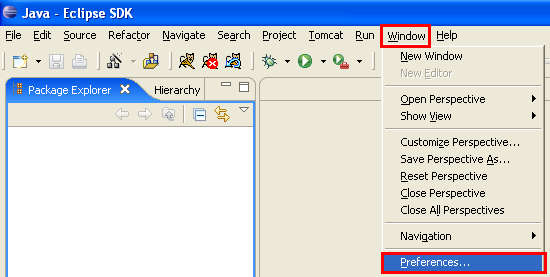 Java - Eclipse SDK
File Edit Source Refactor Navigate Search Project Tomcat Run Window Help
Package Explorer Hierarchy
New Window
New Editor
Open Perspective
Show View
Customize Perspective...
Save Perspective As...
Reset Perspective
Close Perspective
Close All Perspectives
Navigation
Preferences...